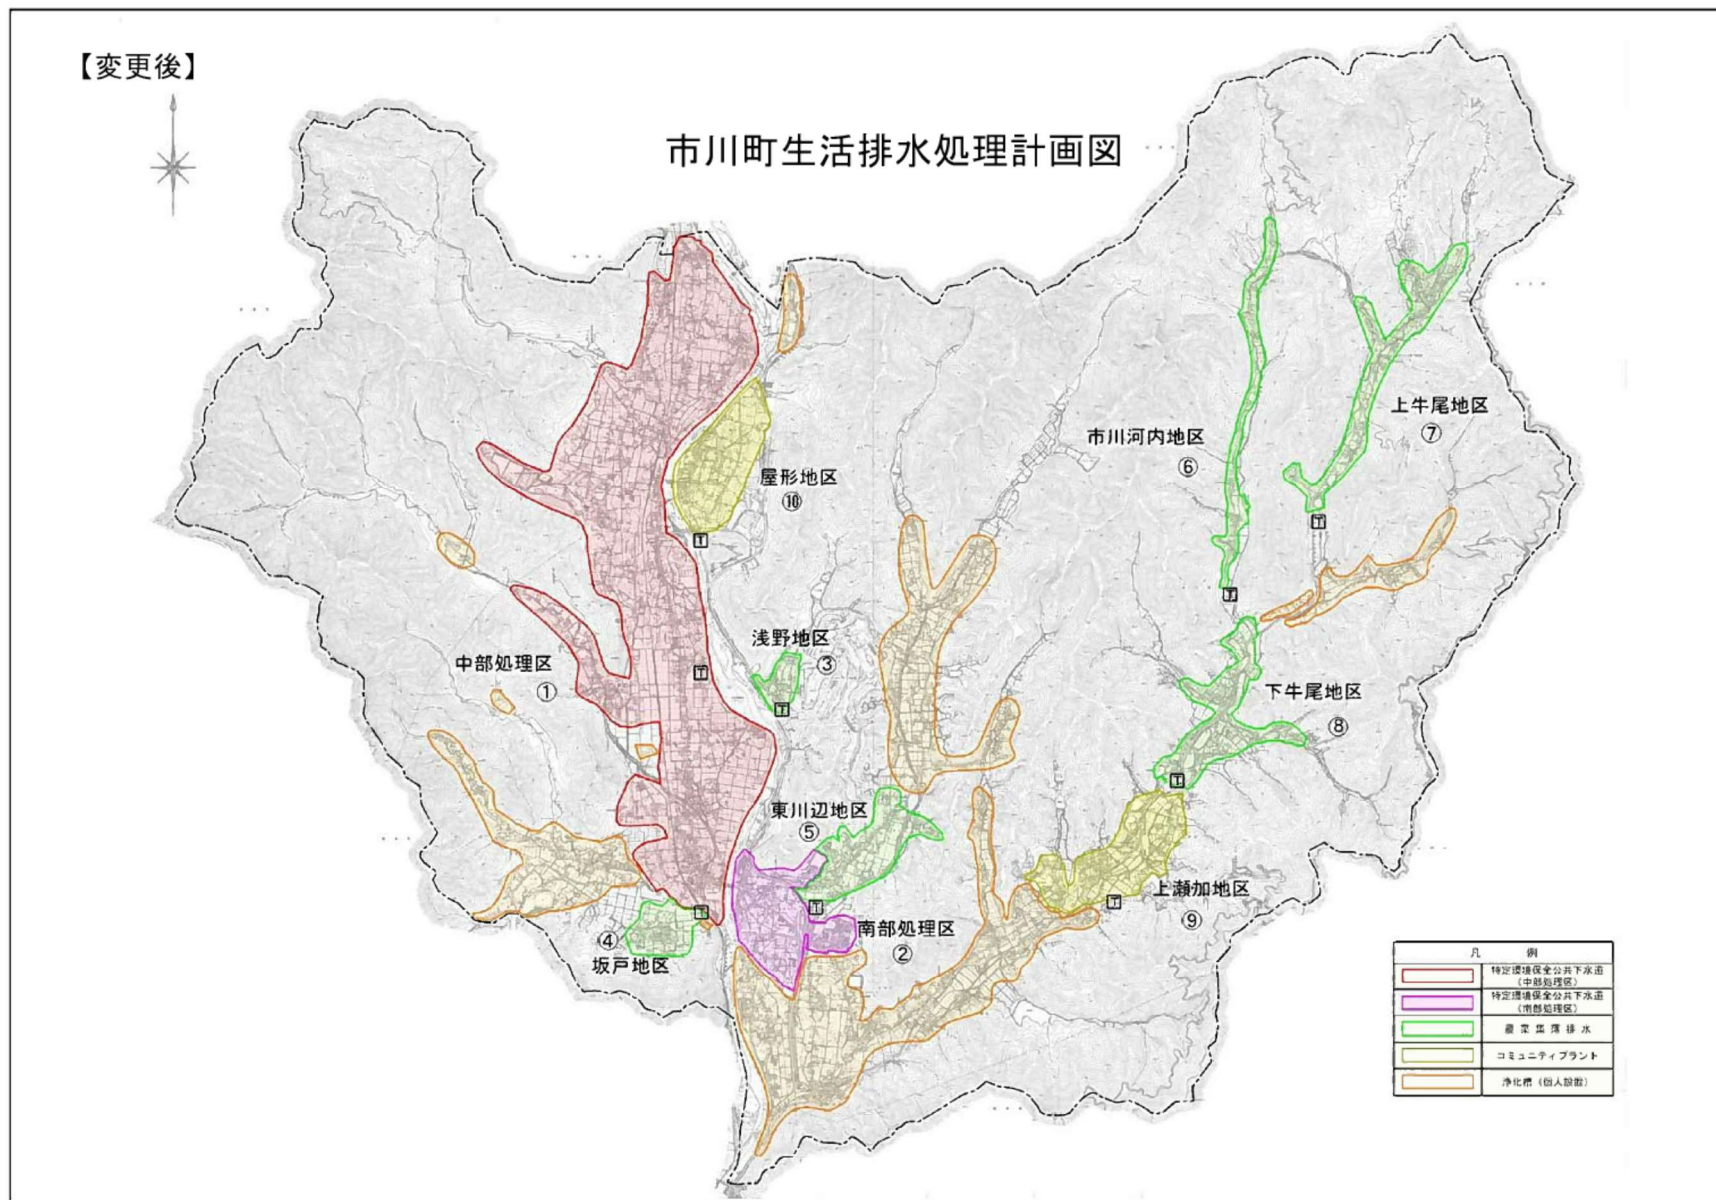 【変更後】
市川町生活排水処理計画図
上牛尾地区
⑦
市川河内地区
⑥
屋形地区
⑩
T
T
T
浅野地区
③
中部処理区
①
T
T
下牛尾地区
⑧
T
東川辺地区
⑤
上瀬加地区
⑨
T
T
T
南部処理区
②
④
坂戸地区
凡 例
特定環境保全公共下水道
(中部処理区)
特定環境保全公共下水道
(南部処理区)
農業集落排水
コミュニティプラント
浄化槽（個人設置）